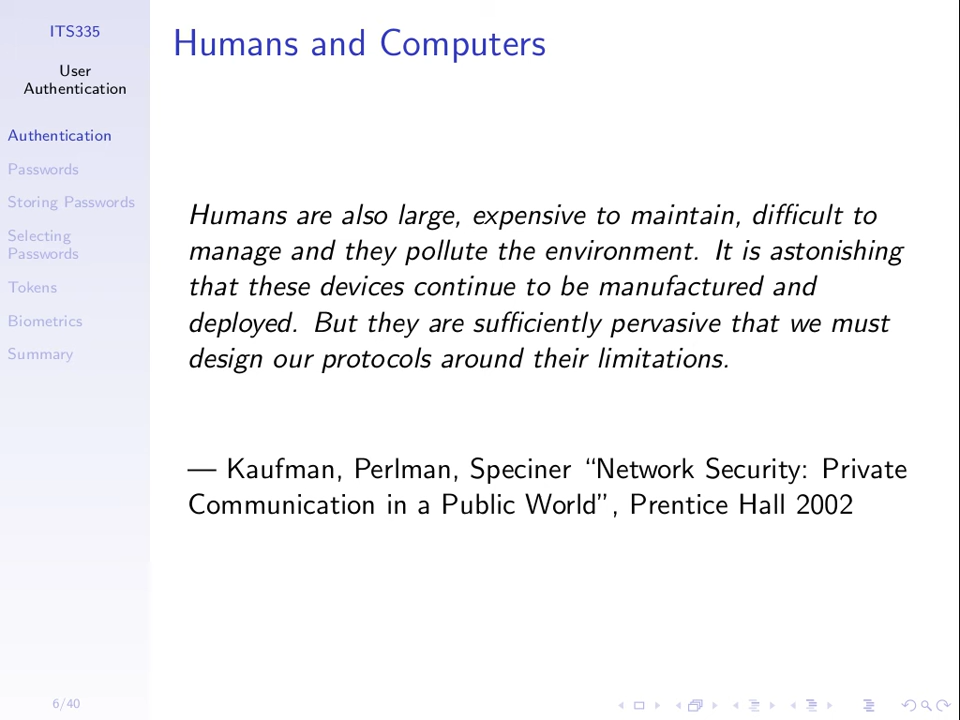 ITS335
User
Authentication
Authentication
Passwords
Storing Passwords
Selecting
Passwords
Tokens
Biometrics
Summary
6/40
Humans and Computers
Humans are also large, expensive to maintain, difficult to
manage and they pollute the environment. It is astonishing
that these devices continue to be manufactured and
deployed. But they are sufficiently pervasive that we must
design our protocols around their limitations.
— Kaufman, Perlman, Speciner “Network Security: Private
Communication in a Public World”, Prentice Hall 2002